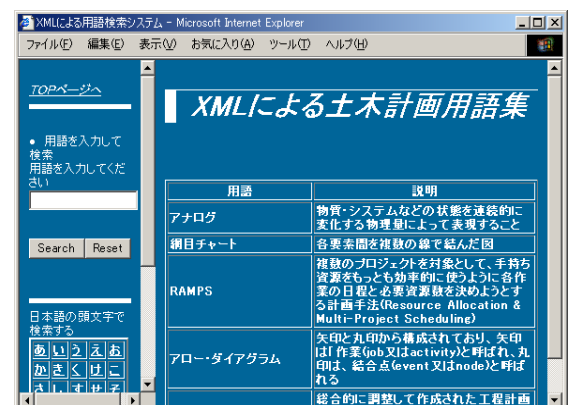 XMLによる用語検索システム - Microsoft Internet Explorer
ファイル(F) 編集(E) 表示(V) お気に入り(A) ツール(T) ヘルプ(H)
TOPページへ
• 用語を入力して
検索
用語を入力してくだ
さい
Search Reset
日本語の頭文字で
検索する
あ い う え お
か き く け こ
さ し す せ そ
XMLによる土木計画用語集
用語 説明
アナログ
物質・システムなどの状態を連続的に
変化する物理量によって表現すること
網目チャート
各要素間を複数の線で結んだ図
RAMPS
複数のプロジェクトを対象として、手持ち
資源をもっとも効率的に使うように各作
業の日程と必要資源数を決めようとす
る計画手法(Resource Allocation &
Multi-Project Scheduling)
アロー・ダイアグラム
矢印と丸印から構成されており、矢印
は「作業(job又はactivity)と呼ばれ、丸
印は、結合点(event又はnode)と呼ば
れる
総合的に調整して作成された工程計画